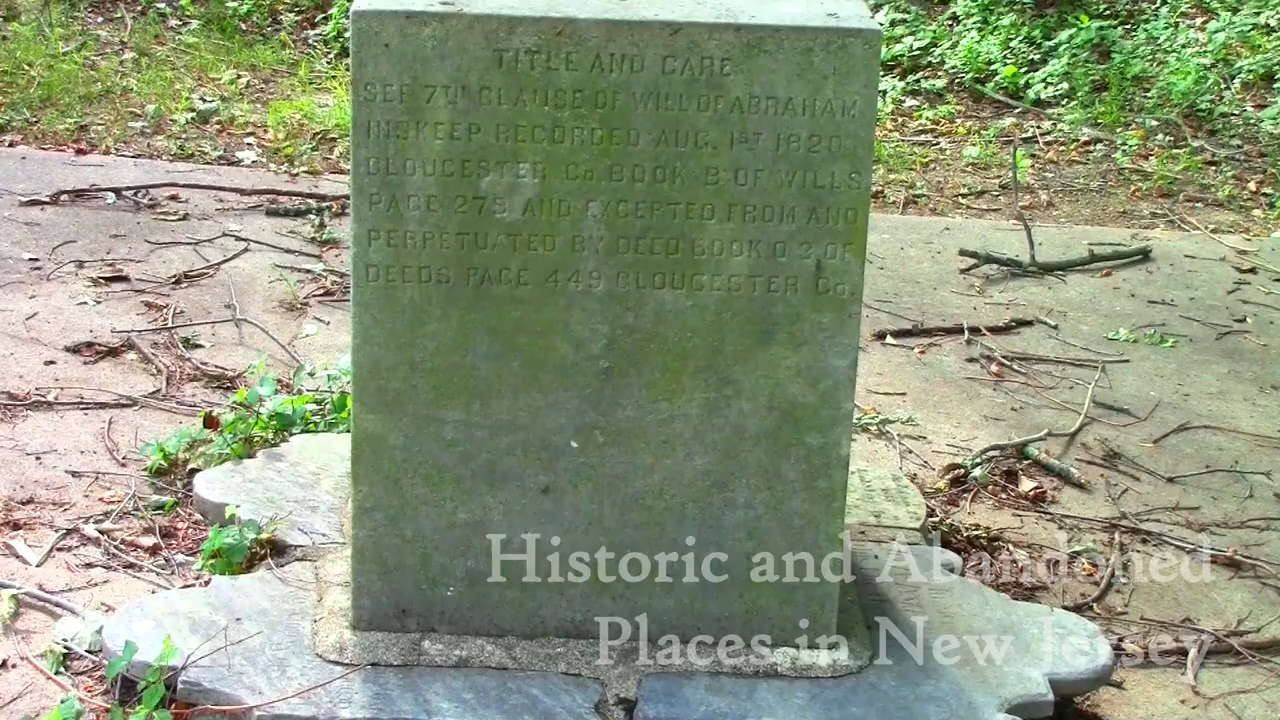 TITLE AND CARE
SEE 7TH CLAUSE OF WILL OF ABRAHAM
INSKEEP RECORDED AUG. 1ST 1820
GLOUCESTER CO. BOOK B OF WILLS
PAGE 279 AND EXCEPTED FROM AND
PERPETUATED BY DEED BOOK O 3 OF
DEEDS PAGE 449 GLOUCESTER CO.
Historic and Abandoned
Places in New Jersey